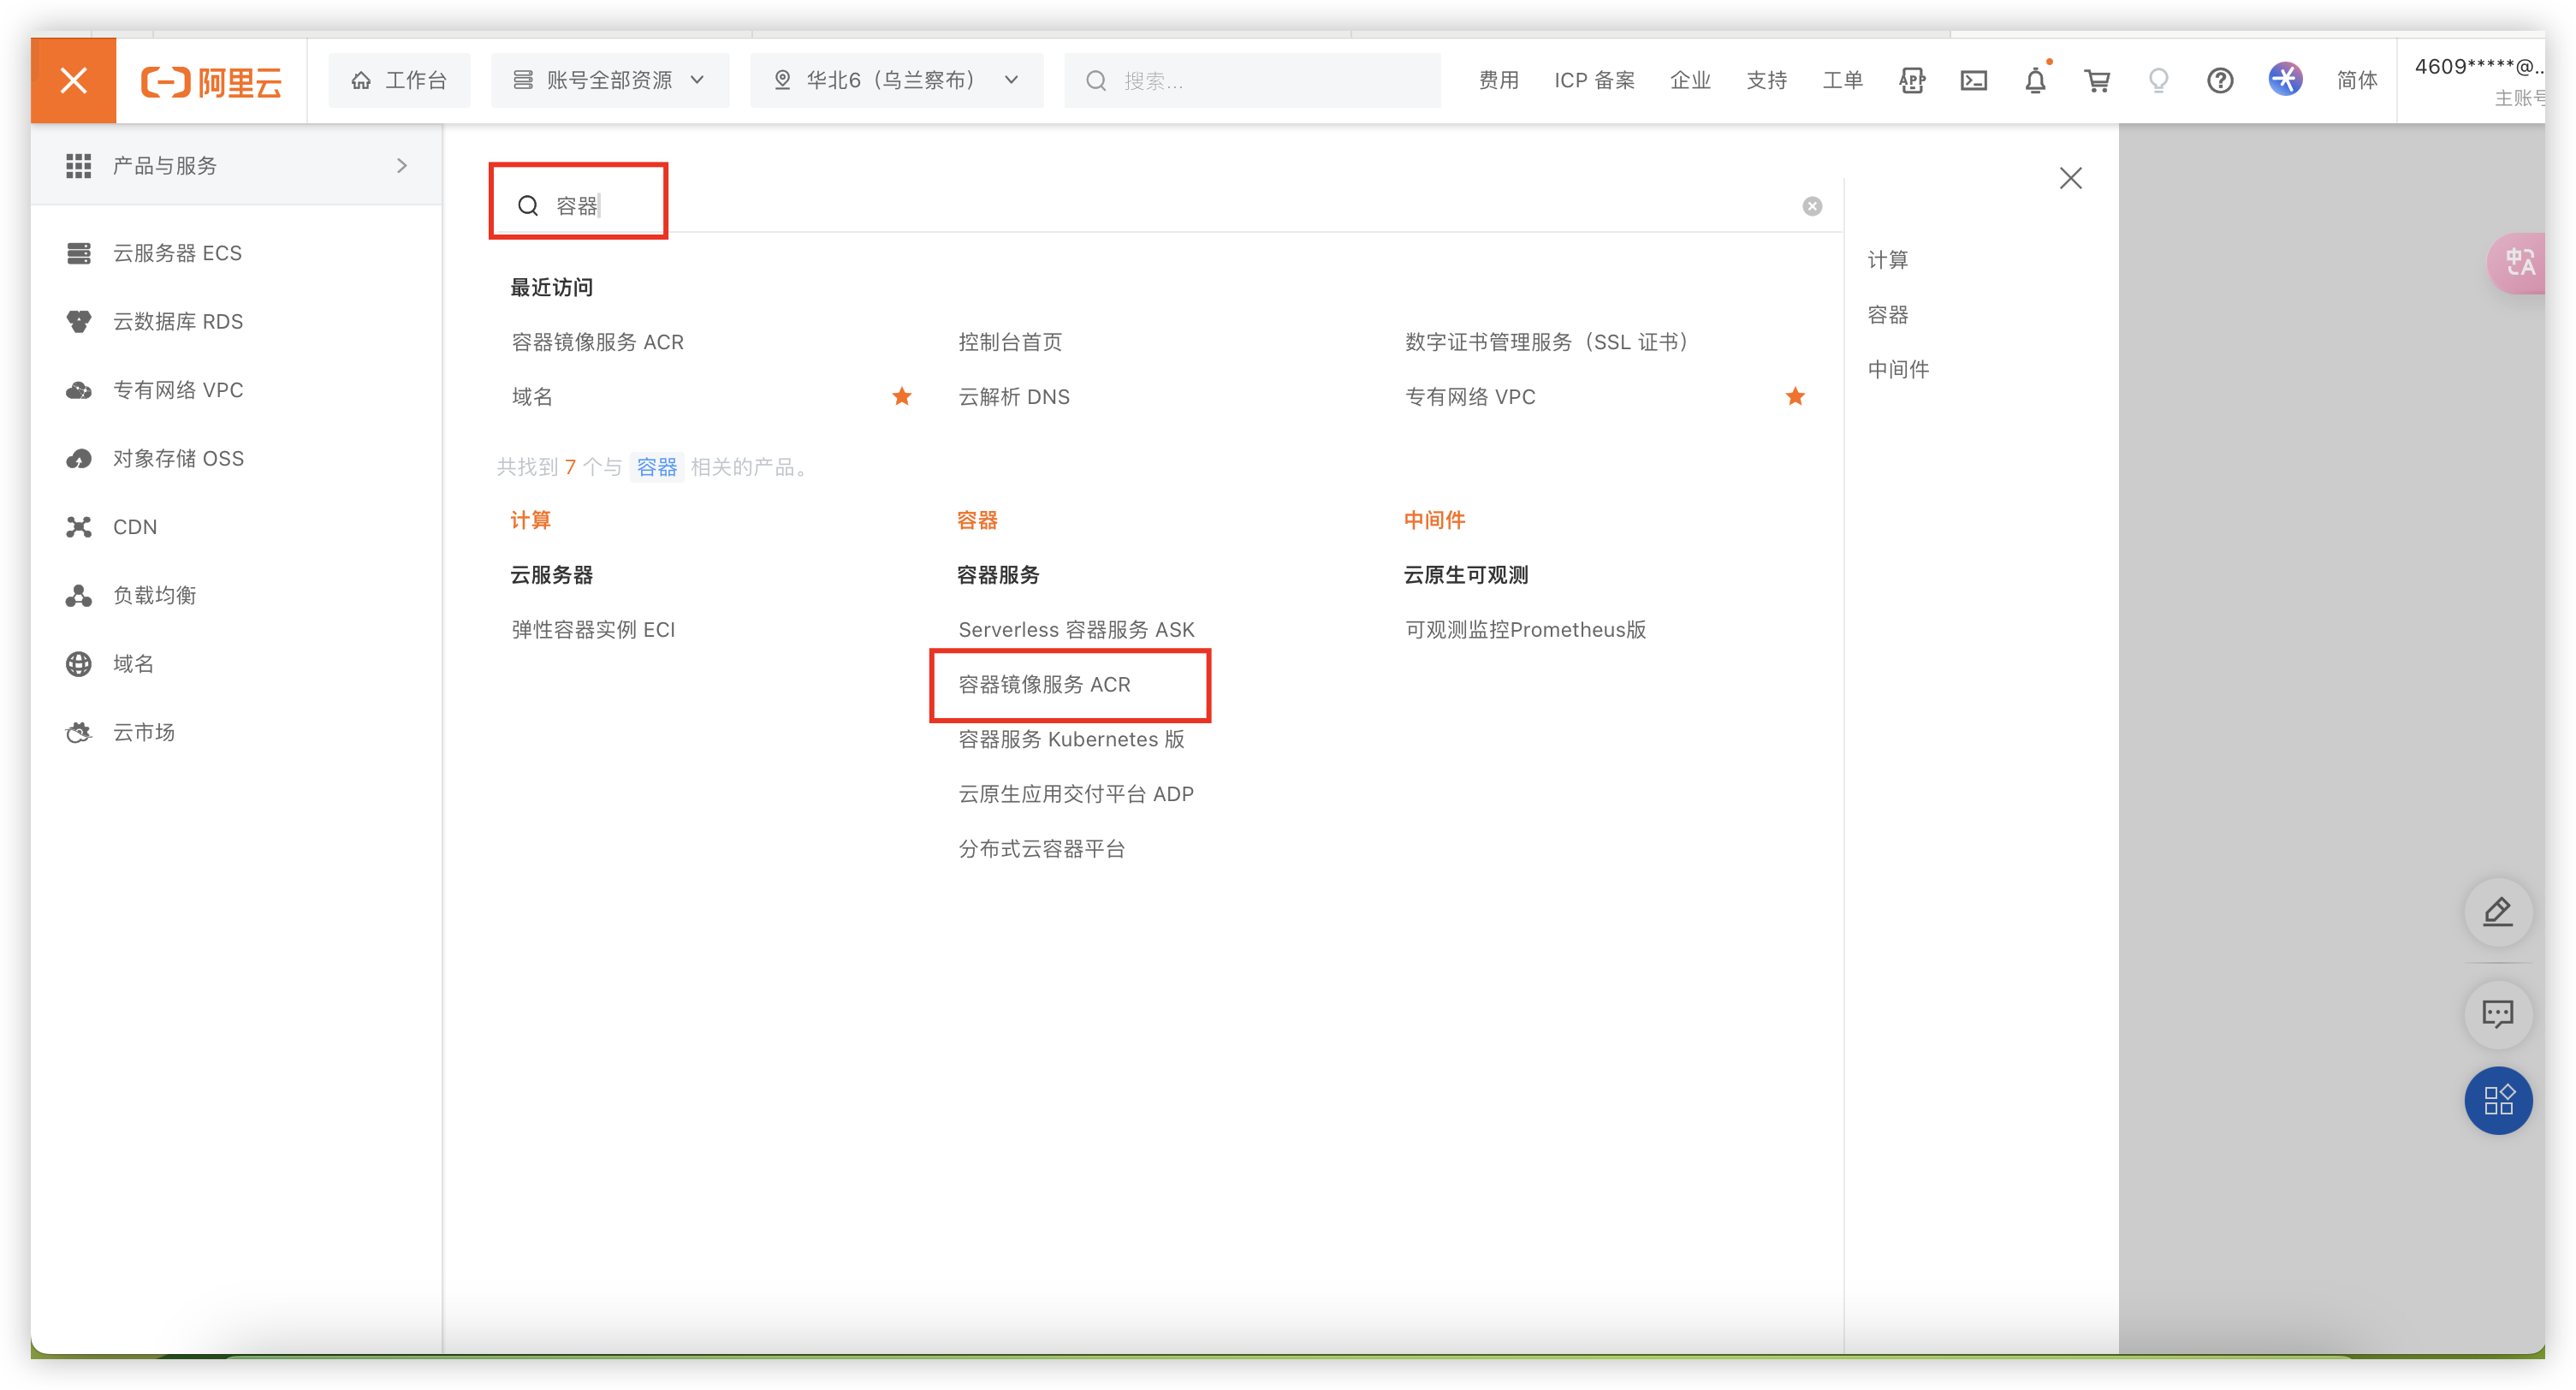 阿里云
工作台
账号全部资源
华北6（乌兰察布）
搜索...
费用
ICP 备案
企业
支持
工单
APP
简体
4609*****@...
主账号
产品与服务
云服务器 ECS
云数据库 RDS
专有网络 VPC
对象存储 OSS
CDN
负载均衡
域名
云市场
容器
最近访问
容器镜像服务 ACR
控制台首页
数字证书管理服务（SSL 证书）
域名
云解析 DNS
专有网络 VPC
共找到 7 个与 容器 相关的产品。
计算
云服务器
弹性容器实例 ECI
容器
容器服务
Serverless 容器服务 ASK
容器镜像服务 ACR
容器服务 Kubernetes 版
云原生应用交付平台 ADP
分布式云容器平台
中间件
云原生可观测
可观测监控Prometheus版
计算
容器
中间件
中A